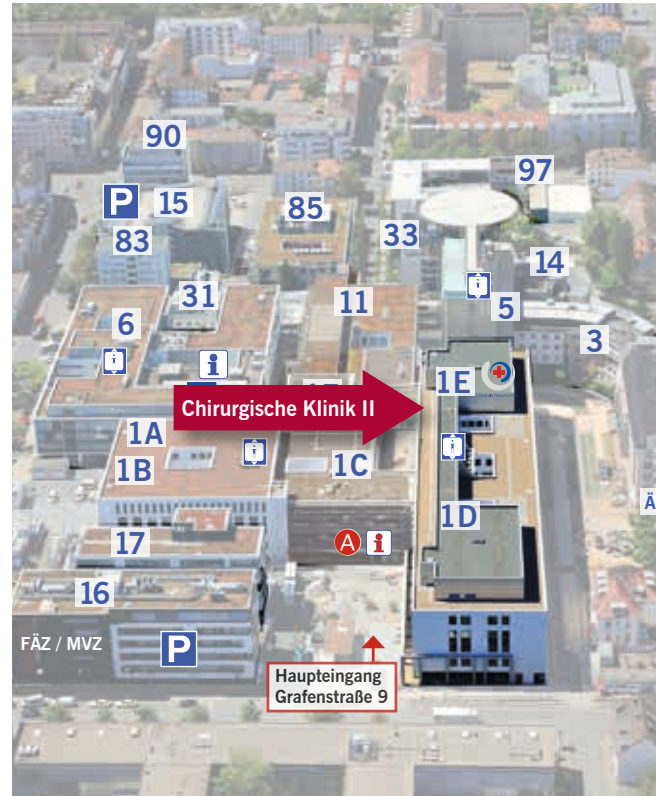 90
97
P
15
85
83
33
14
31
11
5
6
3
i
i
i
1E
Chirurgische Klinik II
1A
i
i
1B
1C
1D
17
A
i
16
FÄZ / MVZ
P
Haupteingang
Grafenstraße 9